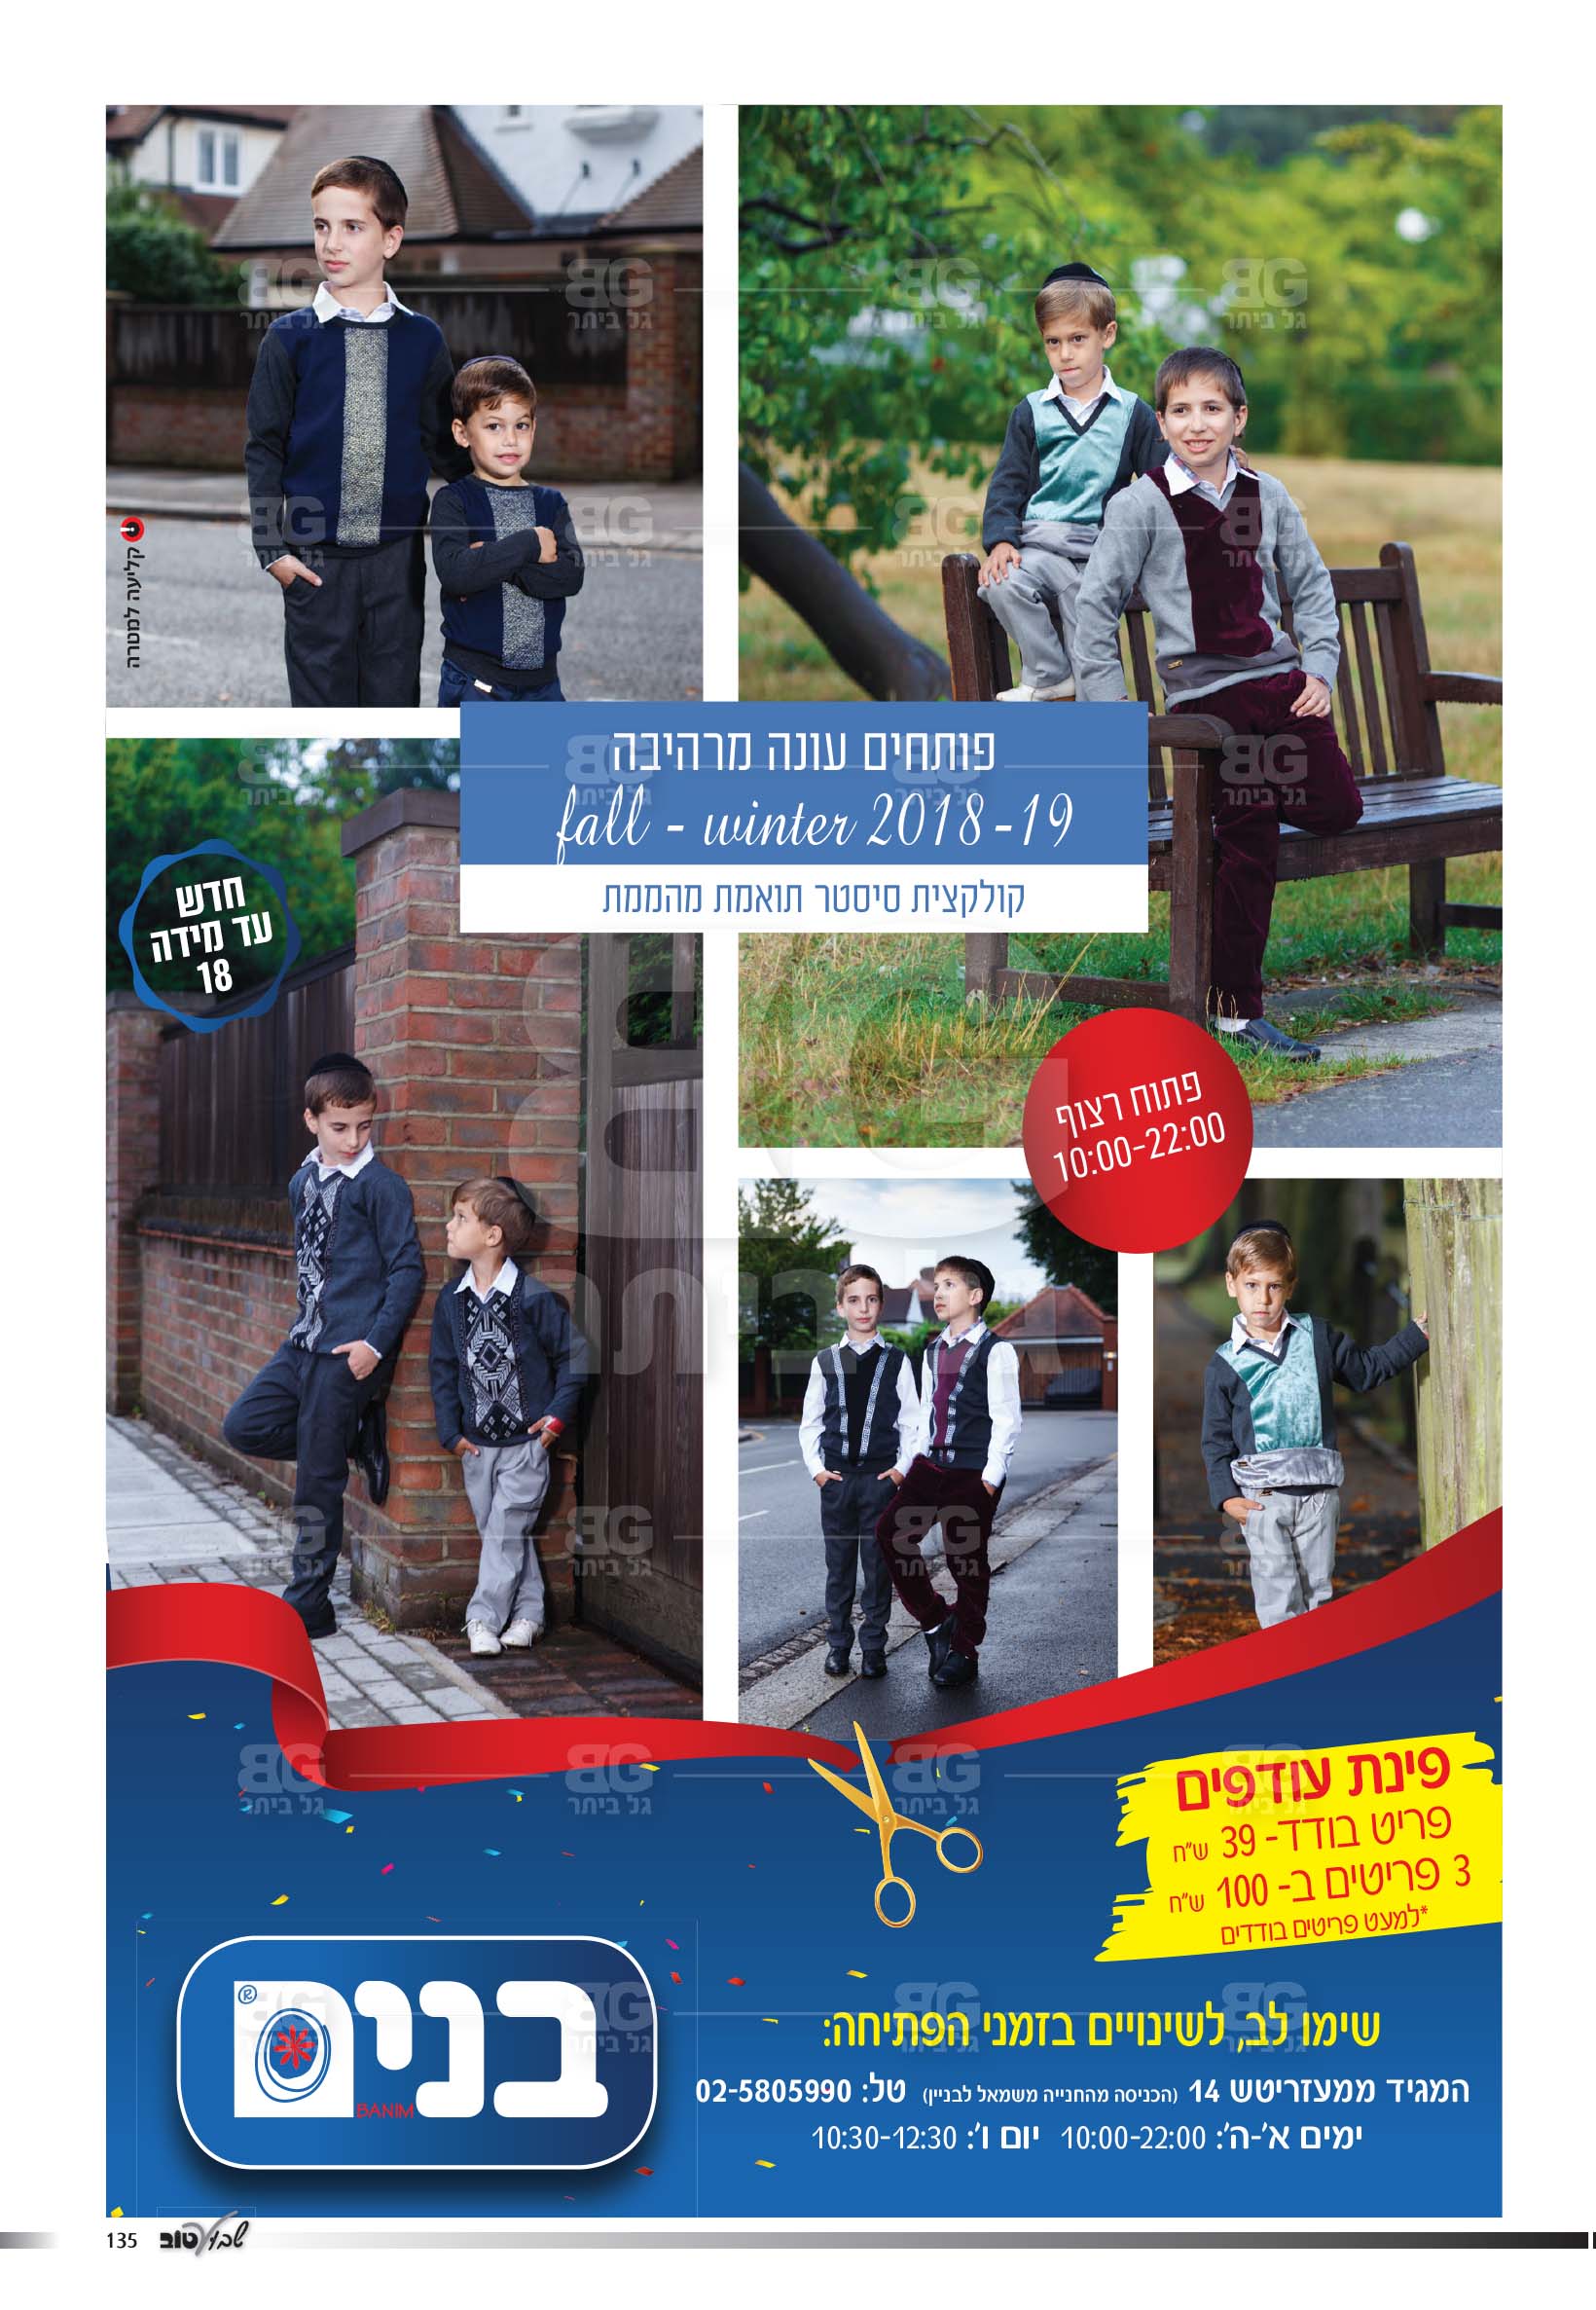 קליעה למטרה
פותחים עונה מרהיבה
fall - winter 2018-19
קולקצית סיסטר תואמת מהממת
חדש
עד מידה
18
פתוח רצוף
10:00-22:00
פינת עודפים
פריט בודד- 39 ש"ח
3 פריטים ב- 100 ש"ח
*למעט פריטים בודדים
בנים
®
BANIM
שימו לב, לשינויים בזמני הפתיחה:
המגיד ממעזריטש 14 (הכניסה מהחנייה משמאל לבניין) טל: 02-5805990
ימים א'-ה': 10:00-22:00 יום ו': 10:30-12:30
135 שבוע טוב
BG
גל ביתר